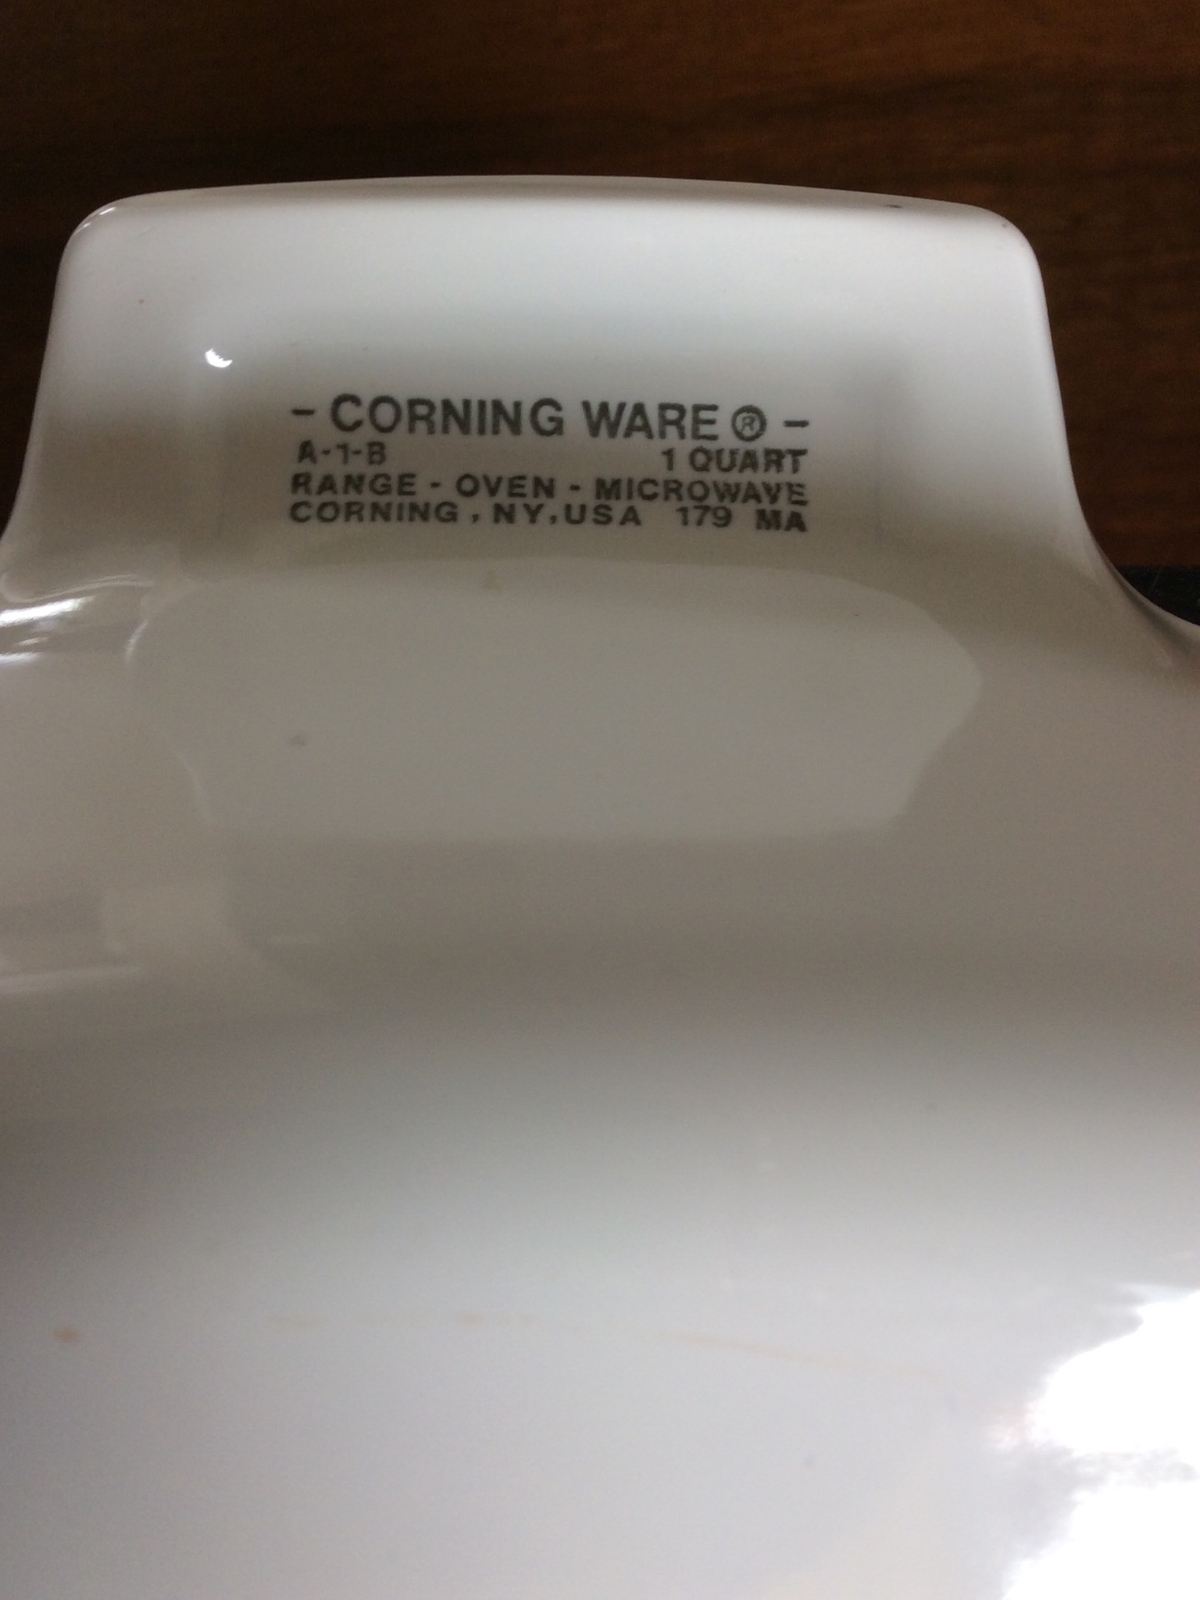 - CORNING WARE ® -
A-1-B 1 QUART
RANGE - OVEN - MICROWAVE
CORNING, NY, USA 179 MA